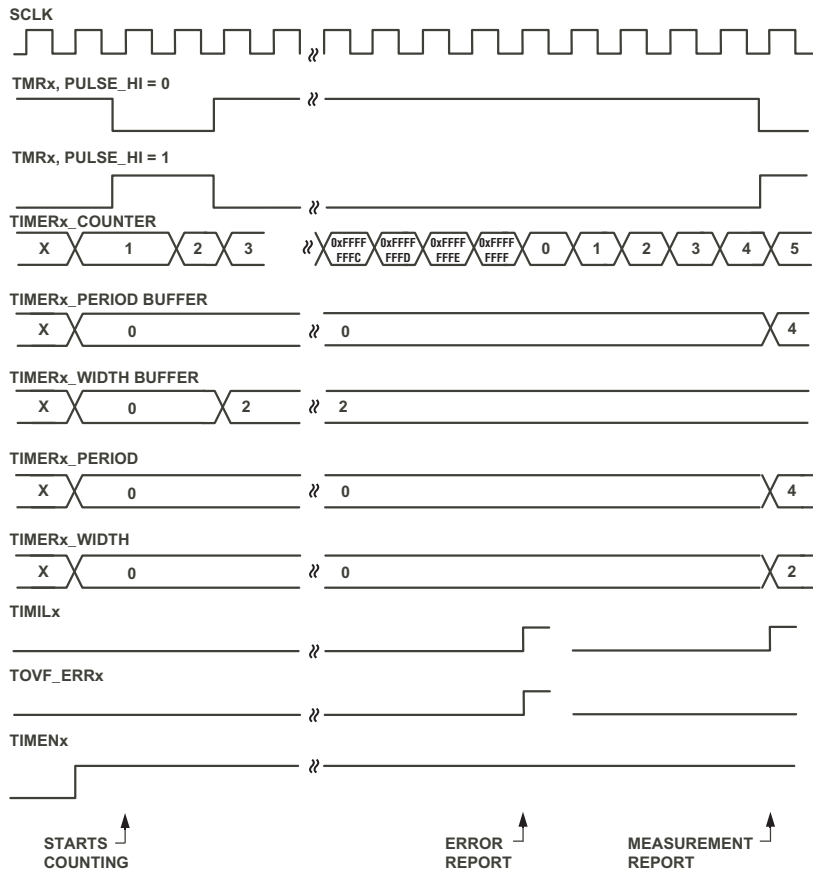 SCLK
TMRx, PULSE_HI = 0
TMRx, PULSE_HI = 1
TIMERx_COUNTER
X 1 2 3 0xFFFF FFFC 0xFFFF FFFD 0xFFFF FFFE 0xFFFF FFFF 0 1 2 3 4 5
TIMERx_PERIOD BUFFER
X 0 0 4
TIMERx_WIDTH BUFFER
X 0 2 2
TIMERx_PERIOD
X 0 0 4
TIMERx_WIDTH
X 0 0 2
TIMILx
TOVF_ERRx
TIMENx
STARTS COUNTING
ERROR REPORT
MEASUREMENT REPORT